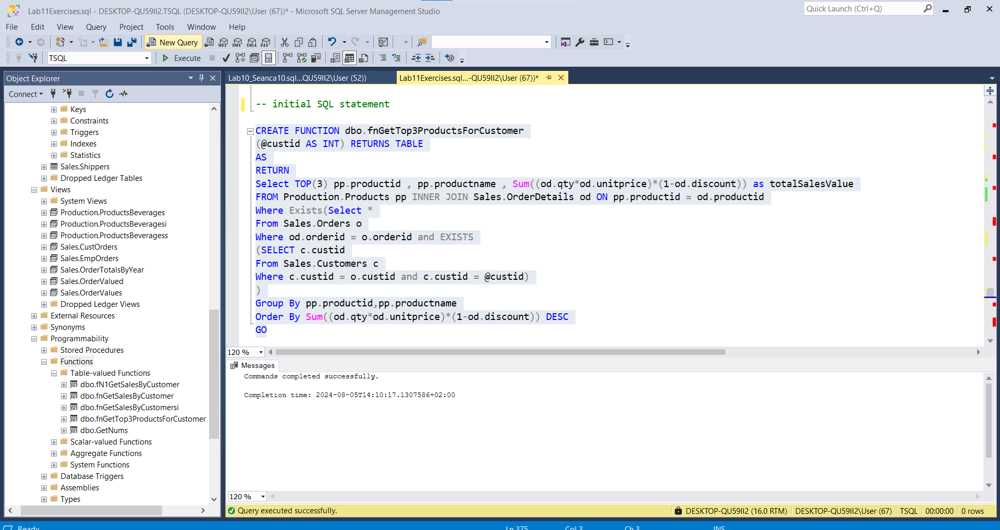 Lab11Exercises.sql - DESKTOP-QU59II2.TSQL (DESKTOP-QU59II2\User (67))* - Microsoft SQL Server Management Studio
Quick Launch (Ctrl+Q)
File Edit View Query Project Tools Window Help
New Query
MDX DMX XMLA DAX
TSQL
Execute
Object Explorer
Connect
Keys
Constraints
Triggers
Indexes
Statistics
Sales.Shippers
Dropped Ledger Tables
Views
System Views
Production.ProductsBeverages
Production.ProductsBeveragesi
Production.ProductsBeveragess
Sales.CustOrders
Sales.EmpOrders
Sales.OrderTotalsByYear
Sales.OrderValued
Sales.OrderValues
Dropped Ledger Views
External Resources
Synonyms
Programmability
Stored Procedures
Functions
Table-valued Functions
dbo.fN1GetSalesByCustomer
dbo.fnGetSalesByCustomer
dbo.fnGetSalesByCustomersi
dbo.fnGetTop3ProductsForCustomer
dbo.GetNums
Scalar-valued Functions
Aggregate Functions
System Functions
Database Triggers
Assemblies
Types
Lab10_Seanca10.sql...QU59II2\User (52))
Lab11Exercises.sql...-QU59II2\User (67))*
-- initial SQL statement
CREATE FUNCTION dbo.fnGetTop3ProductsForCustomer
(@custid AS INT) RETURNS TABLE
AS
RETURN
Select TOP(3) pp.productid , pp.productname , Sum((od.qty*od.unitprice)*(1-od.discount)) as totalSalesValue
FROM Production.Products pp INNER JOIN Sales.OrderDetails od ON pp.productid = od.productid
Where Exists(Select *
From Sales.Orders o
Where od.orderid = o.orderid and EXISTS
(SELECT c.custid
From Sales.Customers c
Where c.custid = o.custid and c.custid = @custid)
)
Group By pp.productid,pp.productname
Order By Sum((od.qty*od.unitprice)*(1-od.discount)) DESC
GO
120 %
Messages
Commands completed successfully.
Completion time: 2024-08-05T14:10:17.1307586+02:00
120 %
Query executed successfully.
DESKTOP-QU59II2 (16.0 RTM) DESKTOP-QU59II2\User (67) TSQL 00:00:00 0 rows
Ready
Ln 375 Col 3 Ch 3 INS